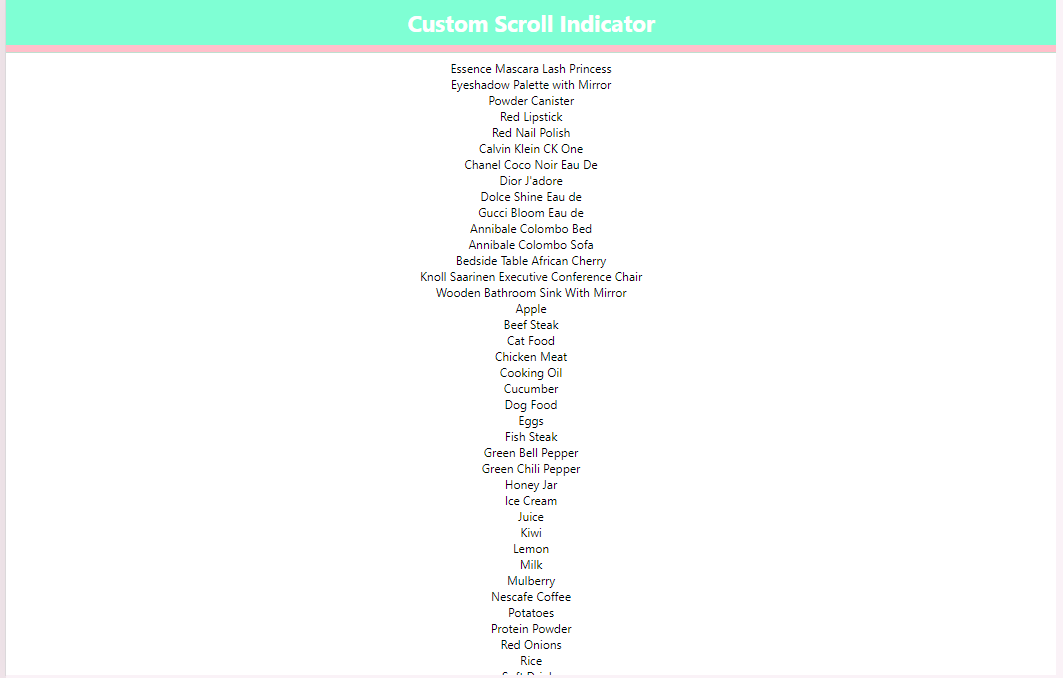 Custom Scroll Indicator
Essence Mascara Lash Princess
Eyeshadow Palette with Mirror
Powder Canister
Red Lipstick
Red Nail Polish
Calvin Klein CK One
Chanel Coco Noir Eau De
Dior J'adore
Dolce Shine Eau de
Gucci Bloom Eau de
Annibale Colombo Bed
Annibale Colombo Sofa
Bedside Table African Cherry
Knoll Saarinen Executive Conference Chair
Wooden Bathroom Sink With Mirror
Apple
Beef Steak
Cat Food
Chicken Meat
Cooking Oil
Cucumber
Dog Food
Eggs
Fish Steak
Green Bell Pepper
Green Chili Pepper
Honey Jar
Ice Cream
Juice
Kiwi
Lemon
Milk
Mulberry
Nescafe Coffee
Potatoes
Protein Powder
Red Onions
Rice